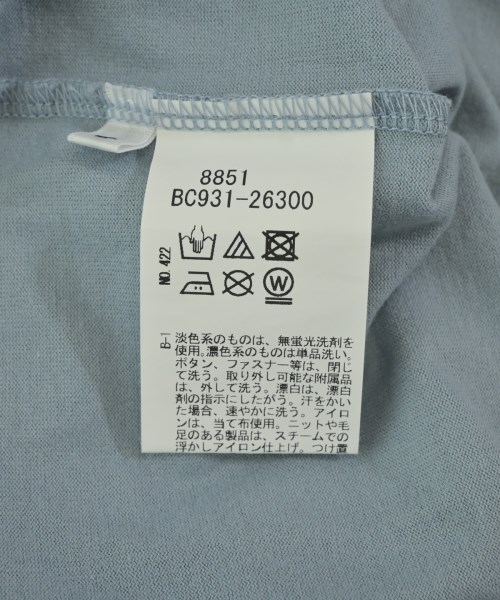 8851
BC931-26300
NO.422
W
B-1
淡色系のものは、無蛍光洗剤を
使用。濃色系のものは単品洗い。
ボタン、ファスナー等は、閉じ
て洗う。取り外し可能な附属品
は、外して洗う。漂白は、漂白
剤の指示にしたがう。汗をかい
た場合、速やかに洗う。アイロ
ンは、当て布使用。ニットや毛
足のある製品は、スチームでの
浮かしアイロン仕上げ。つけ置